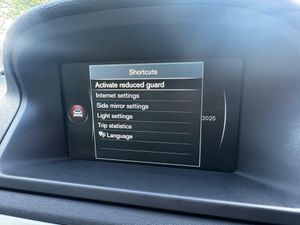 Shortcuts
Activate reduced guard
Internet settings
Side mirror settings
Light settings
2025
Trip statistics
Language